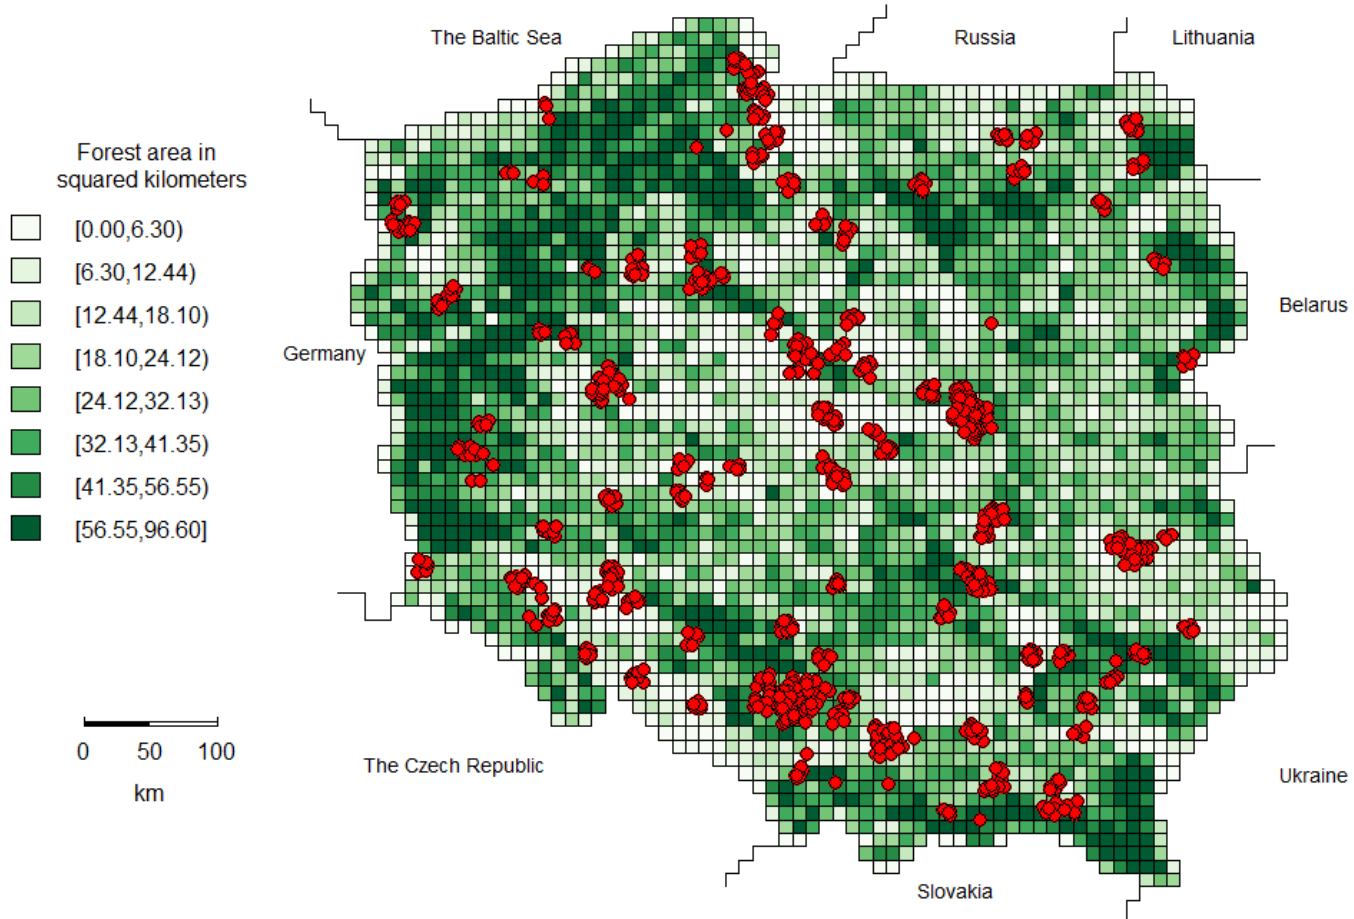 The Baltic Sea
Russia
Lithuania
Forest area in
squared kilometers
[0.00,6.30)
[6.30,12.44)
[12.44,18.10)
[18.10,24.12)
[24.12,32.13)
[32.13,41.35)
[41.35,56.55)
[56.55,96.60]
Germany
Belarus
0 50 100
km
The Czech Republic
Ukraine
Slovakia